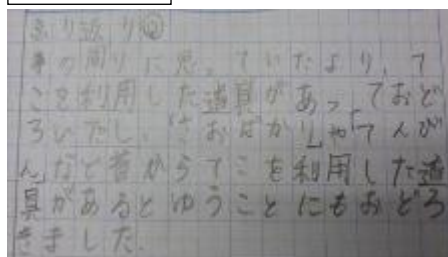 ふり返り②
身の周りに思っていたより、て
こを利用した道具があっておど
ろいたし、「さおばかり」や「てんび
ん」など昔からてこを利用した道
具があるとゆうことにもおどろ
きました。